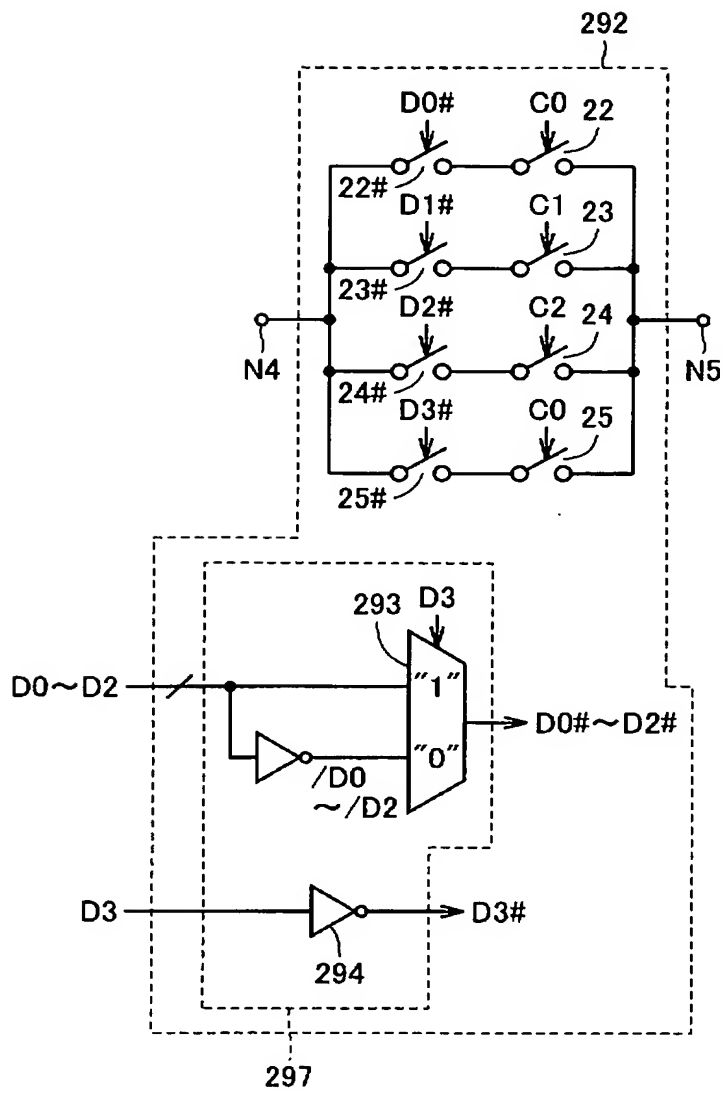 292
D0# C0
22
22#
D1# C1
23
23#
D2# C2
24
N4
N5
24#
D3# C0
25
25#
293 D3
D0～D2
"1"
D0#～D2#
"0"
/D0
～/D2
D3
D3#
294
297